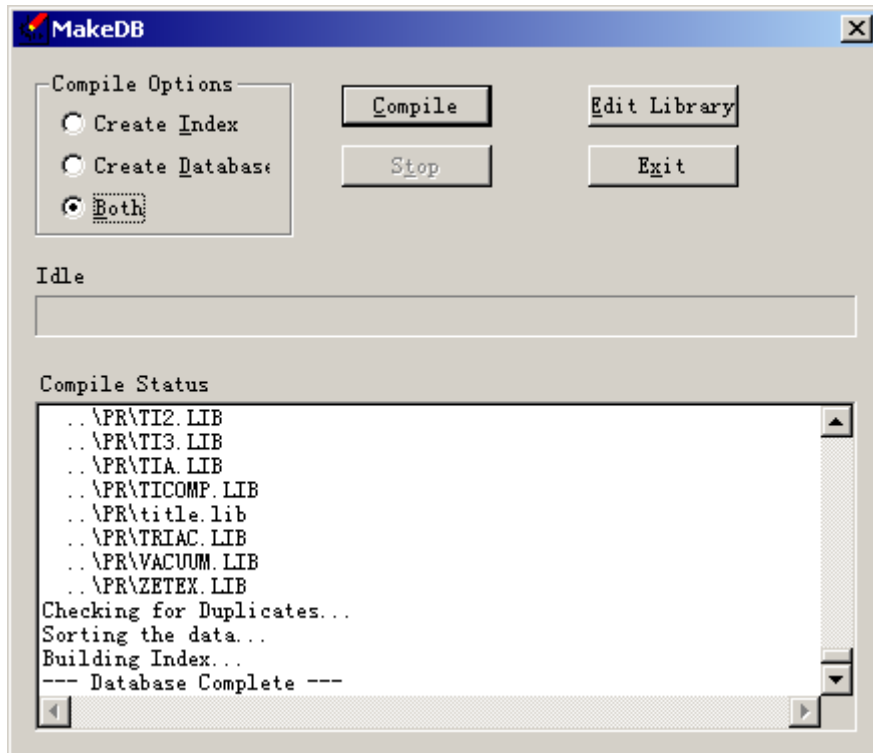 MakeDB
Compile Options
Create Index
Create Database
Both
Compile
Edit Library
Stop
Exit
Idle
Compile Status
..\PR\TI2.LIB
..\PR\TI3.LIB
..\PR\TIA.LIB
..\PR\TICOMP.LIB
..\PR\title.lib
..\PR\TRIAC.LIB
..\PR\VACUUM.LIB
..\PR\ZETEX.LIB
Checking for Duplicates...
Sorting the data...
Building Index...
--- Database Complete ---